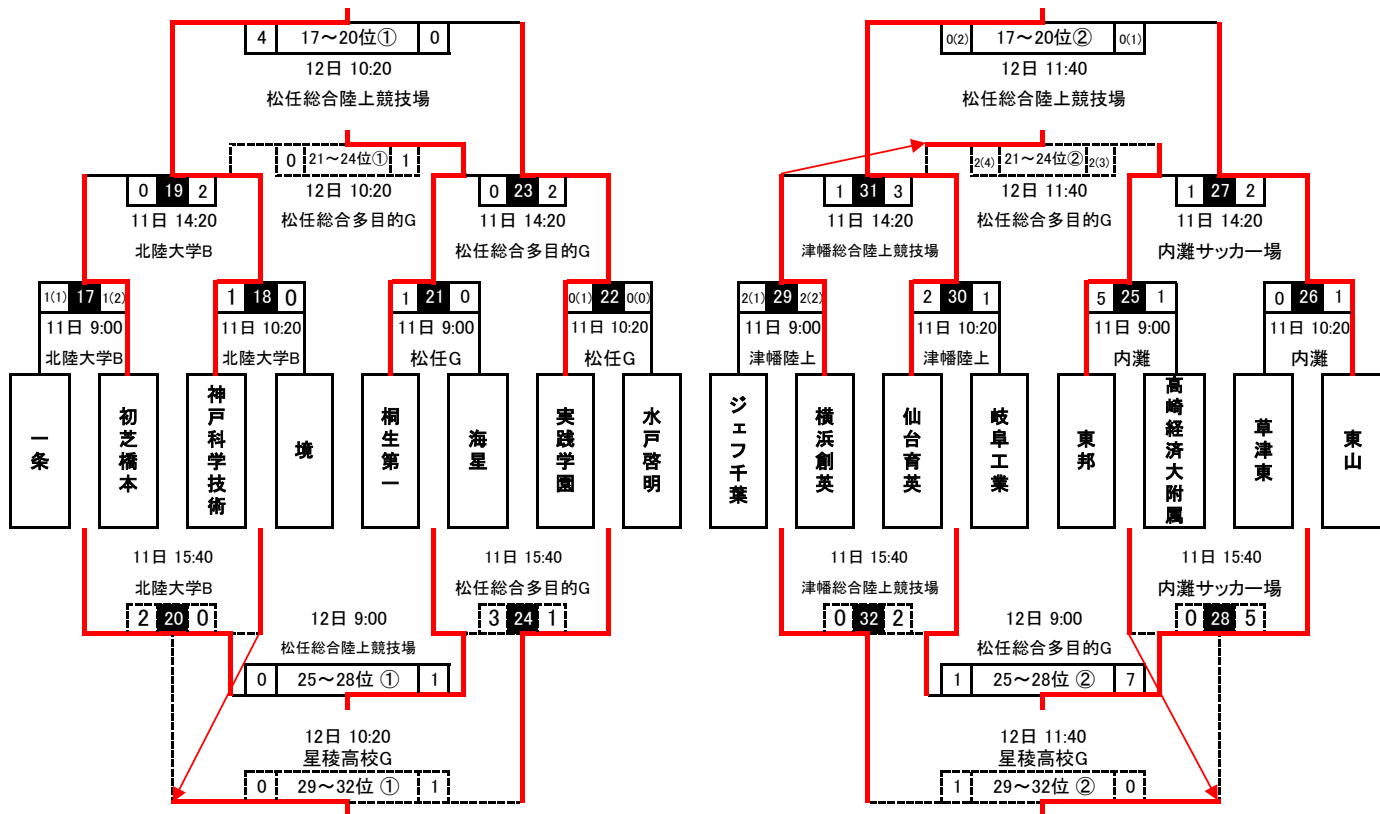 4 17～20位① 0
12日 10:20
松任総合陸上競技場
0 21～24位① 1
12日 10:20
松任総合多目的G
0 19 2
11日 14:20
北陸大学B
0 23 2
11日 14:20
松任総合多目的G
1(1) 17 1(2)
11日 9:00
北陸大学B
1 18 0
11日 10:20
北陸大学B
1 21 0
11日 9:00
松任G
0(1) 22 0(0)
11日 10:20
松任G
一条
初芝橋本
神戸科学技術
境
桐生第一
海星
実践学園
水戸啓明
11日 15:40
北陸大学B
2 20 0
11日 15:40
松任総合多目的G
3 24 1
12日 9:00
松任総合陸上競技場
0 25～28位 ① 1
12日 10:20
星稜高校G
0 29～32位 ① 1
0(2) 17～20位② 0(1)
12日 11:40
松任総合陸上競技場
2(4) 21～24位② 2(3)
12日 11:40
松任総合多目的G
1 31 3
11日 14:20
津幡総合陸上競技場
1 27 2
11日 14:20
内灘サッカー場
2(1) 29 2(2)
11日 9:00
津幡陸上
2 30 1
11日 10:20
津幡陸上
5 25 1
11日 9:00
内灘
0 26 1
11日 10:20
内灘
ジェフ千葉
横浜創英
仙台育英
岐阜工業
東邦
高崎経済大附属
草津東
東山
11日 15:40
津幡総合陸上競技場
0 32 2
11日 15:40
内灘サッカー場
0 28 5
12日 9:00
松任総合多目的G
1 25～28位 ② 7
12日 11:40
星稜高校G
1 29～32位 ② 0